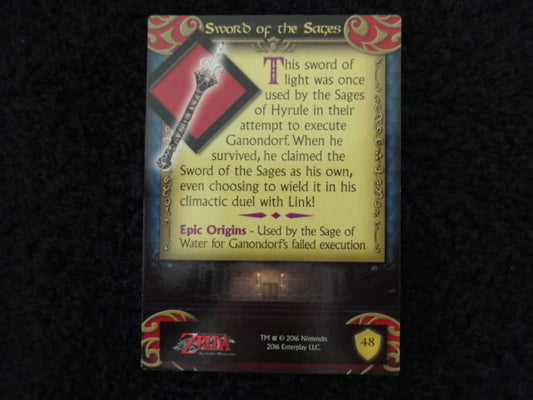 Sword of the Sages
This sword of
light was once
used by the Sages
of Hyrule in their
attempt to execute
Ganondorf. When he
survived, he claimed the
Sword of the Sages as his own,
even choosing to wield it in his
climactic duel with Link!
Epic Origins - Used by the Sage of
Water for Ganondorf's failed execution
ZELDA
TM & © 2016 Nintendo.
2016 Enterplay LLC.
48